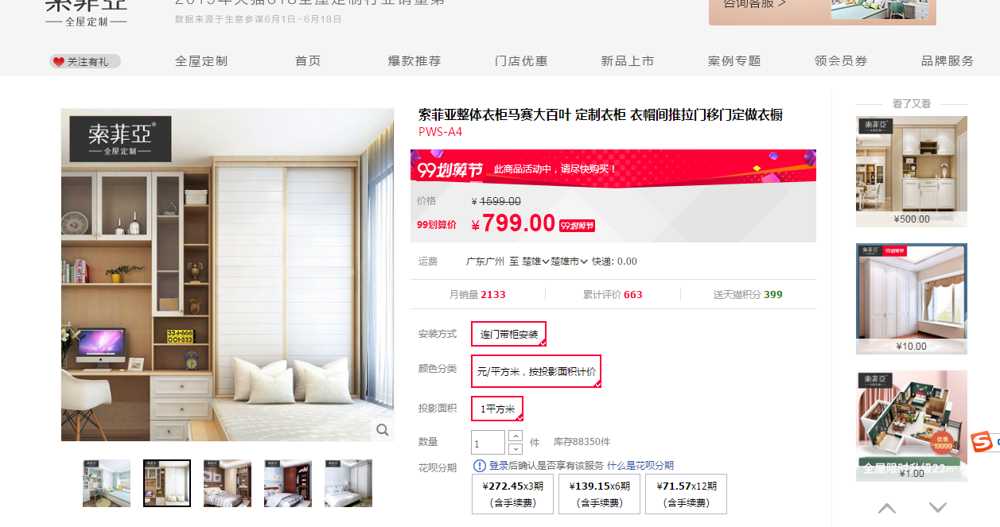 索菲亚
全屋定制
2019年天猫618全屋定制行业销量第一
数据来源于生意参谋6月1日-6月18日
咨询客服 >
关注有礼
全屋定制
首页
爆款推荐
门店优惠
新品上市
案例专题
领会员券
品牌服务
索菲亞®
全屋定制
索菲亚整体衣柜马赛大百叶 定制衣柜 衣帽间推拉门移门定做衣橱
PWS-A4
99划算节
此商品活动中，请尽快购买！
价格
¥ 1599.00
99划算价
¥ 799.00
99划算节
运费
广东广州 至 楚雄 楚雄市 快递: 0.00
月销量 2133
累计评价 663
送天猫积分 399
安装方式
连门带柜安装
颜色分类
元/平方米，按投影面积计价
投影面积
1平方米
数量
1
件
库存88350件
花呗分期
登录后确认是否享有该服务 什么是花呗分期
¥272.45x3期
(含手续费)
¥139.15x6期
(含手续费)
¥71.57x12期
(含手续费)
看了又看
索菲亞
¥500.00
索菲亞
99划算节
¥10.00
索菲亞
仅售
19999
全屋限时升级22㎡
¥1.00